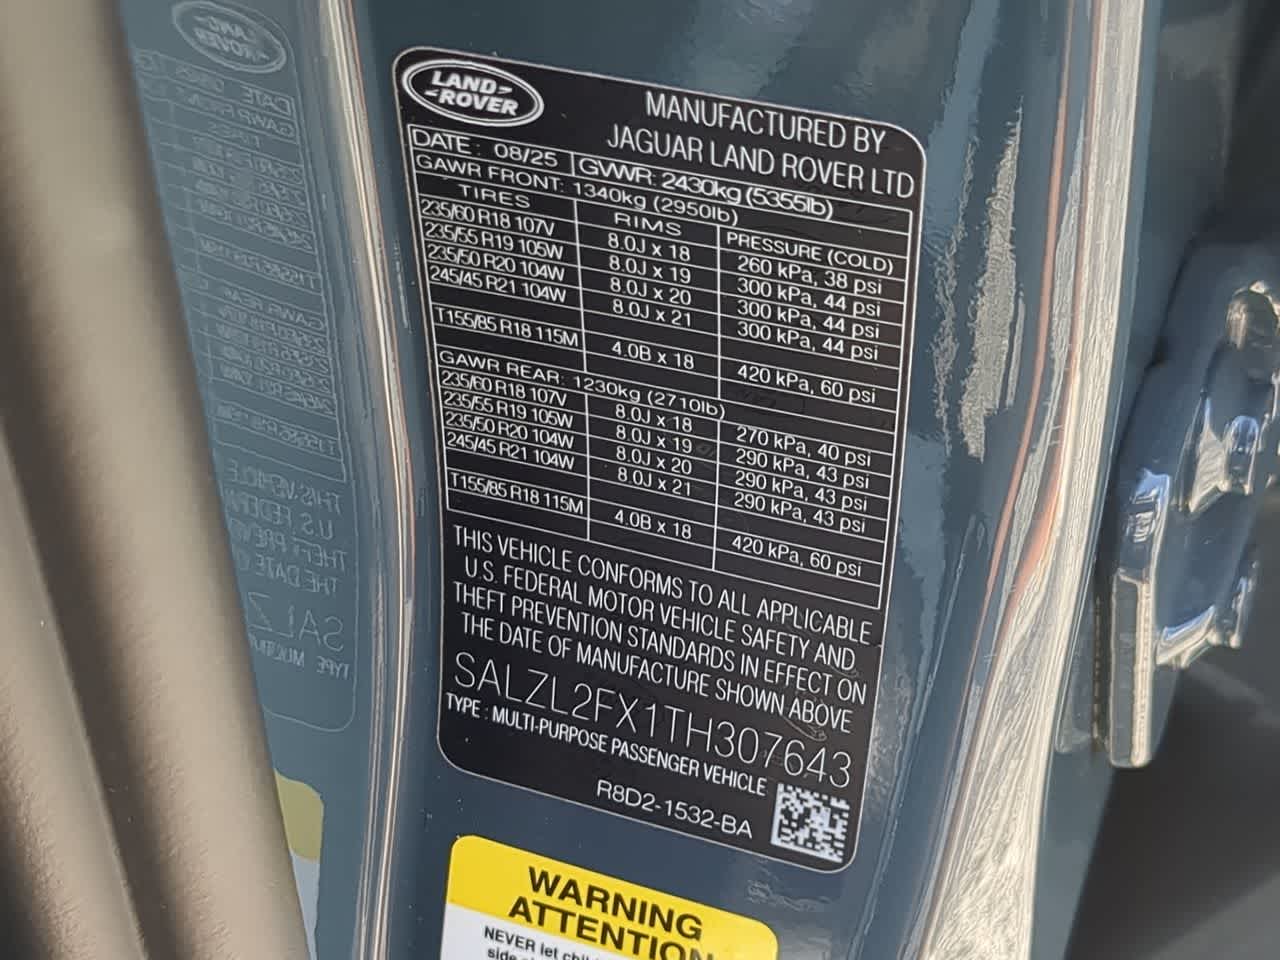 LAND
ROVER
MANUFACTURED BY
JAGUAR LAND ROVER LTD
DATE: 08/25 GVWR: 2430kg (5355lb)
GAWR FRONT: 1340kg (2950lb)
TIRES RIMS PRESSURE (COLD)
235/60 R18 107V 8.0J x 18 260 kPa, 38 psi
235/55 R19 105W 8.0J x 19 300 kPa, 44 psi
235/50 R20 104W 8.0J x 20 300 kPa, 44 psi
245/45 R21 104W 8.0J x 21 300 kPa, 44 psi
T155/85 R18 115M 4.0B x 18 420 kPa, 60 psi
GAWR REAR: 1230kg (2710lb)
235/60 R18 107V 8.0J x 18 270 kPa, 40 psi
235/55 R19 105W 8.0J x 19 290 kPa, 43 psi
235/50 R20 104W 8.0J x 20 290 kPa, 43 psi
245/45 R21 104W 8.0J x 21 290 kPa, 43 psi
T155/85 R18 115M 4.0B x 18 420 kPa, 60 psi
THIS VEHICLE CONFORMS TO ALL APPLICABLE
U.S. FEDERAL MOTOR VEHICLE SAFETY AND
THEFT PREVENTION STANDARDS IN EFFECT ON
THE DATE OF MANUFACTURE SHOWN ABOVE
SALZL2FX1TH307643
TYPE : MULTI-PURPOSE PASSENGER VEHICLE
R8D2-1532-BA
WARNING
ATTENTION
NEVER let
side